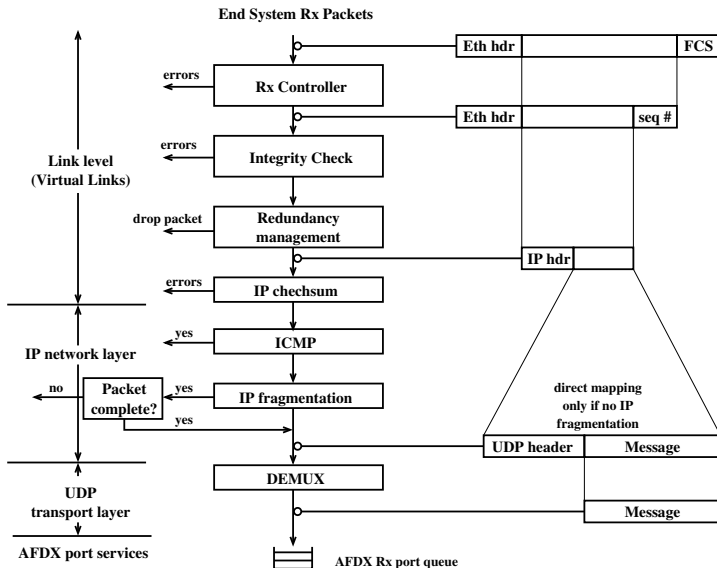 End System Rx Packets
Eth hdr
FCS
errors
Rx Controller
Eth hdr
seq #
errors
Integrity Check
Link level
(Virtual Links)
drop packet
Redundancy
management
IP hdr
errors
IP chechsum
yes
ICMP
IP network layer
no
Packet
complete?
yes
IP fragmentation
yes
direct mapping
only if no IP
fragmentation
UDP header
Message
DEMUX
UDP
transport layer
Message
AFDX port services
AFDX Rx port queue